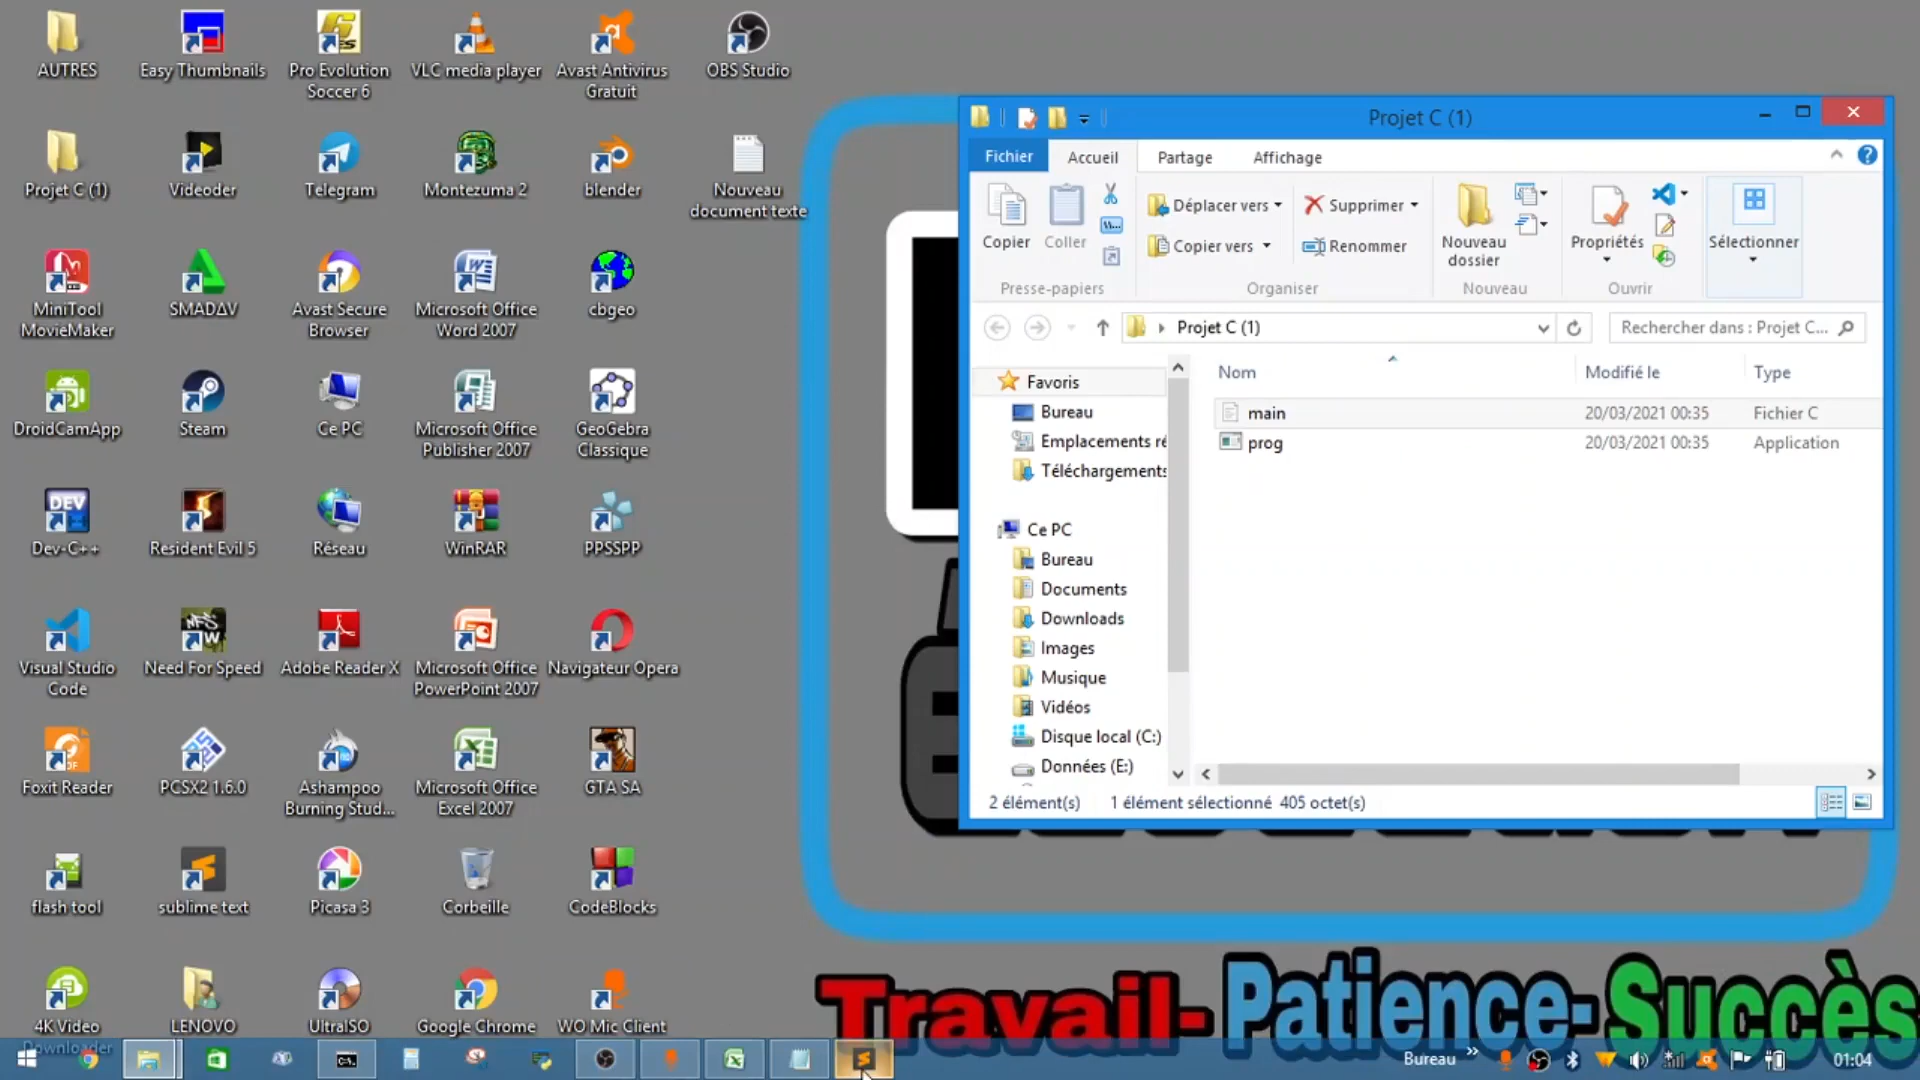 AUTRES
Easy Thumbnails
Pro Evolution
Soccer 6
VLC media player
Avast Antivirus
Gratuit
OBS Studio
Projet C (1)
Videoder
Telegram
Montezuma 2
blender
Nouveau
document texte
MiniTool
MovieMaker
SMADΔV
Avast Secure
Browser
Microsoft Office
Word 2007
cbgeo
DroidCamApp
Steam
Ce PC
Microsoft Office
Publisher 2007
GeoGebra
Classique
DEV
Dev-C++
Resident Evil 5
Réseau
WinRAR
PPSSPP
Visual Studio
Code
Need For Speed
Adobe Reader X
Microsoft Office
PowerPoint 2007
Navigateur Opera
Foxit Reader
PCSX2 1.6.0
Ashampoo
Burning Stud...
Microsoft Office
Excel 2007
GTA SA
flash tool
sublime text
Picasa 3
Corbeille
CodeBlocks
4K Video
Downloader
LENOVO
UltraISO
Google Chrome
WO Mic Client
Projet C (1)
Fichier
Accueil
Partage
Affichage
Copier
Coller
Déplacer vers
Copier vers
Supprimer
Renommer
Nouveau
dossier
Propriétés
Sélectionner
Presse-papiers
Organiser
Nouveau
Ouvrir
Projet C (1)
Rechercher dans : Projet C...
Favoris
Bureau
Emplacements ré
Téléchargements
Ce PC
Bureau
Documents
Downloads
Images
Musique
Vidéos
Disque local (C:)
Données (E:)
Nom
Modifié le
Type
main
20/03/2021 00:35
Fichier C
prog
20/03/2021 00:35
Application
2 élément(s)
1 élément sélectionné 405 octet(s)
Travail- Patience- Succès
Bureau
01:04